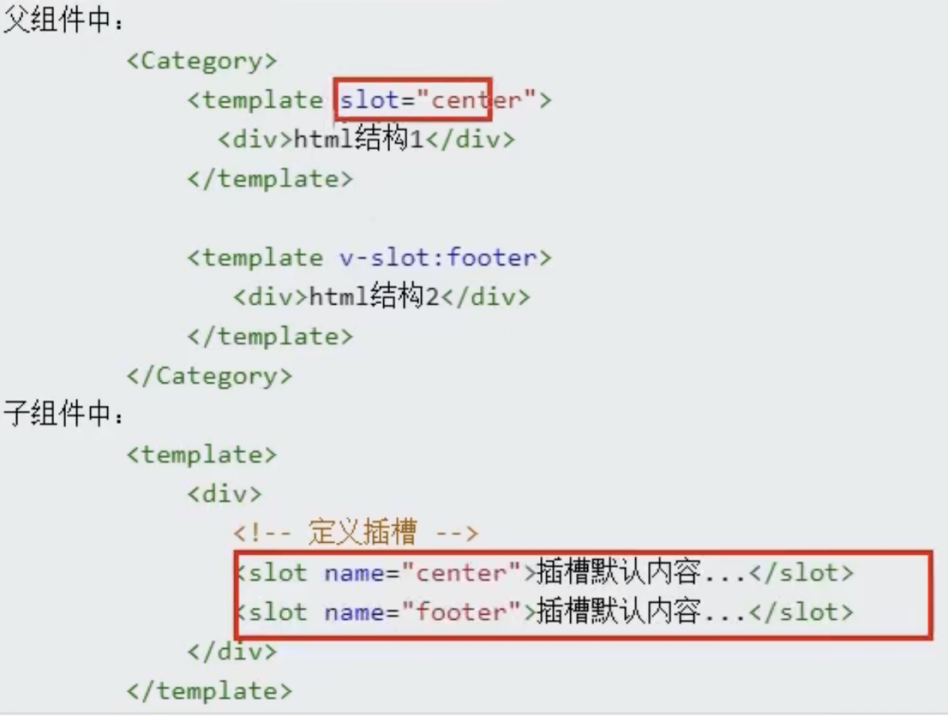 父组件中：
<Category>
<template slot="center">
<div>html结构1</div>
</template>
<template v-slot:footer>
<div>html结构2</div>
</template>
</Category>
子组件中：
<template>
<div>
<!-- 定义插槽 -->
<slot name="center">插槽默认内容...</slot>
<slot name="footer">插槽默认内容...</slot>
</div>
</template>